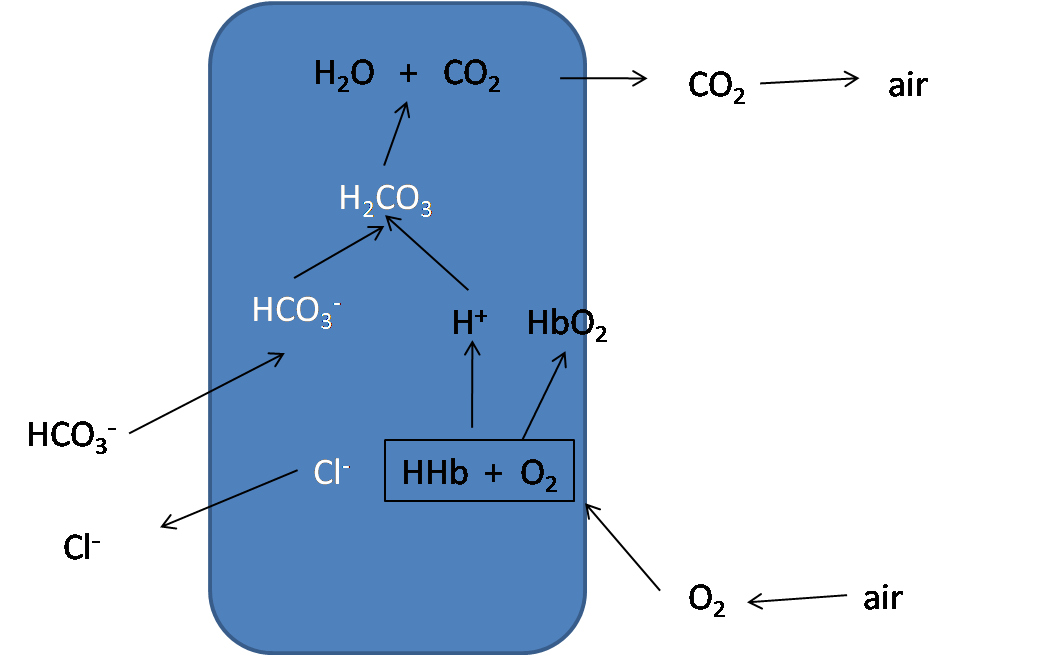 H₂O + CO₂
CO₂
air
H₂CO₃
HCO₃⁻
H⁺
HbO₂
HCO₃⁻
Cl⁻
HHb + O₂
Cl⁻
O₂
air